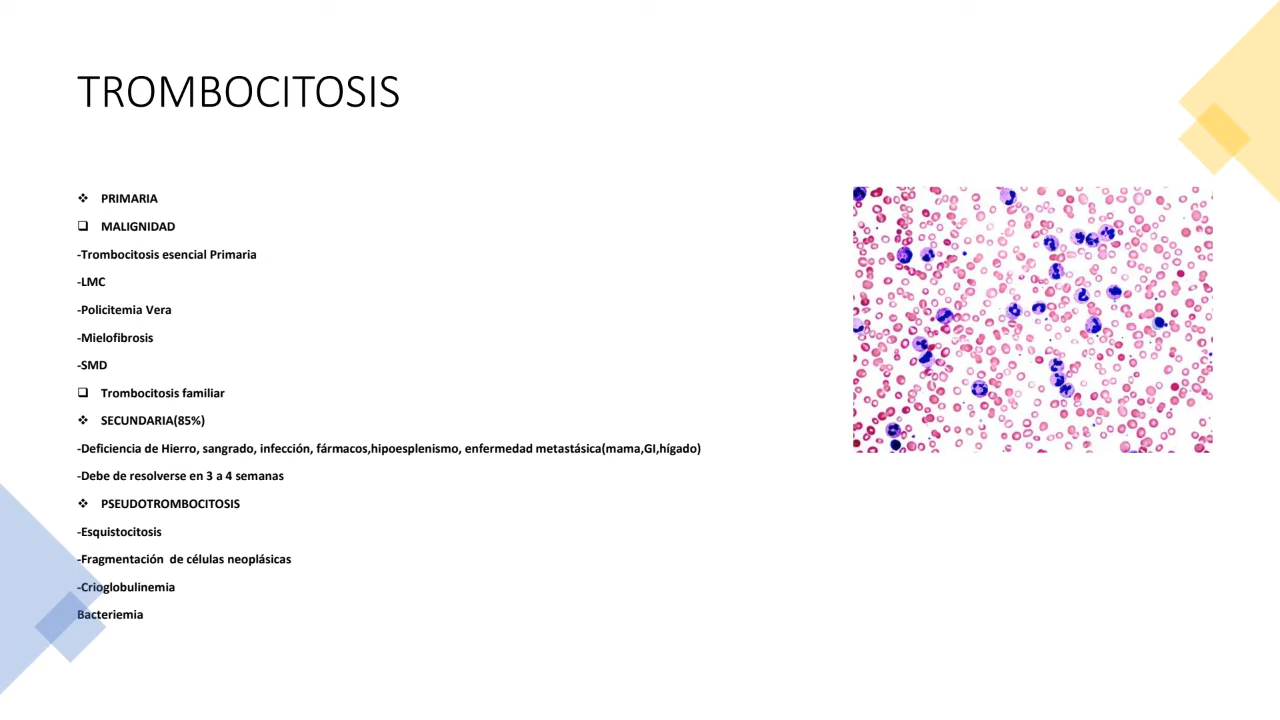 TROMBOCITOSIS
❖ PRIMARIA
❑ MALIGNIDAD
-Trombocitosis esencial Primaria
-LMC
-Policitemia Vera
-Mielofibrosis
-SMD
❑ Trombocitosis familiar
❖ SECUNDARIA(85%)
-Deficiencia de Hierro, sangrado, infección, fármacos,hipoesplenismo, enfermedad metastásica(mama,GI,hígado)
-Debe de resolverse en 3 a 4 semanas
❖ PSEUDOTROMBOCITOSIS
-Esquistocitosis
-Fragmentación  de células neoplásicas
-Crioglobulinemia
Bacteriemia